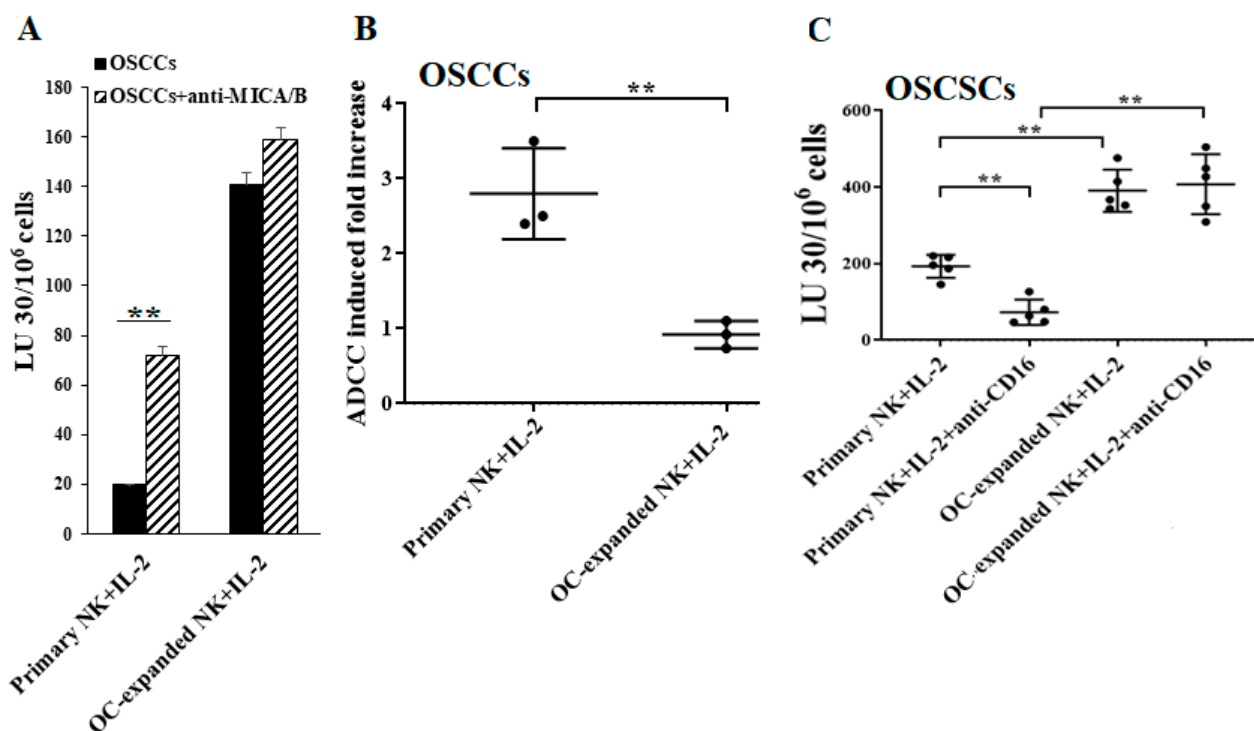 A
OSCCs
OSCCs+anti-MICA/B
180
160
140
120
100
80
60
40
20
0
LU 30/10⁶ cells
**
Primary NK+IL-2
OC-expanded NK+IL-2
B
OSCCs
**
4
3
2
1
0
ADCC induced fold increase
Primary NK+IL-2
OC-expanded NK+IL-2
C
OSCSCs
**
**
**
600
400
200
0
LU 30/10⁶ cells
Primary NK+IL-2
Primary NK+IL-2+anti-CD16
OC-expanded NK+IL-2
OC-expanded NK+IL-2+anti-CD16